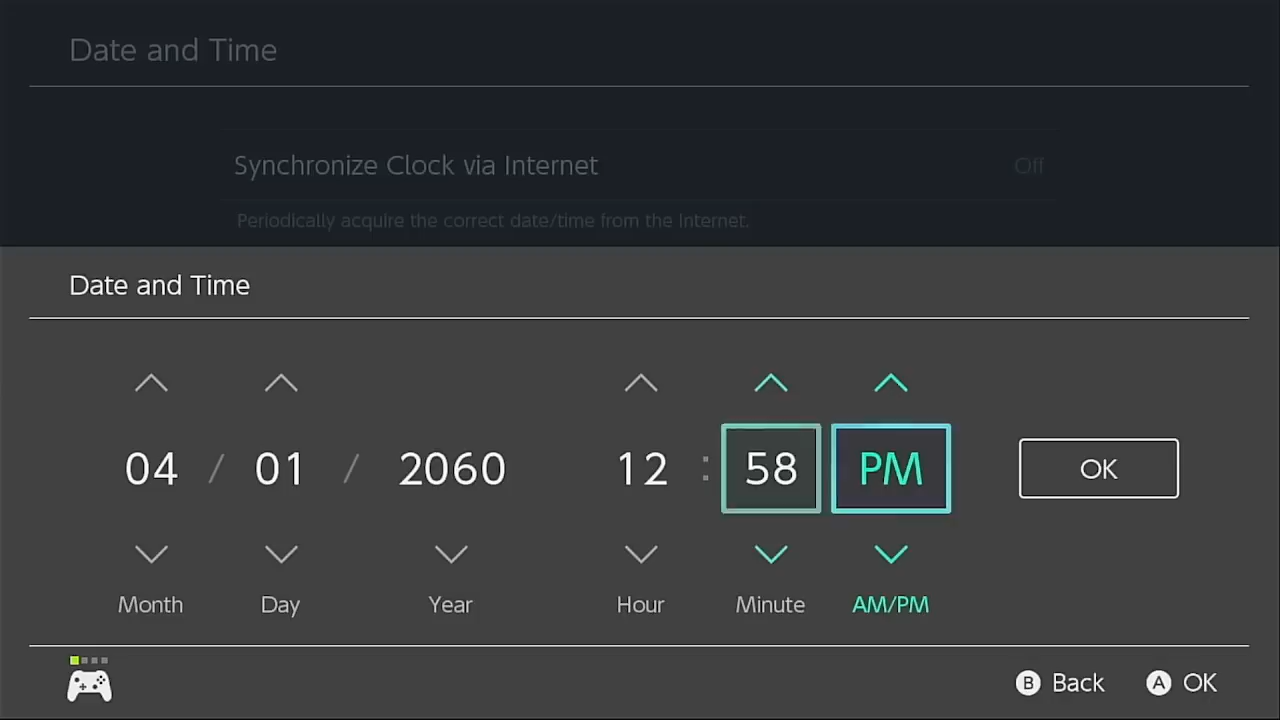 Date and Time
Synchronize Clock via Internet Off
Periodically acquire the correct date/time from the Internet.
Date and Time
04 / 01 / 2060 12 : 58 PM OK
Month Day Year Hour Minute AM/PM
B Back A OK